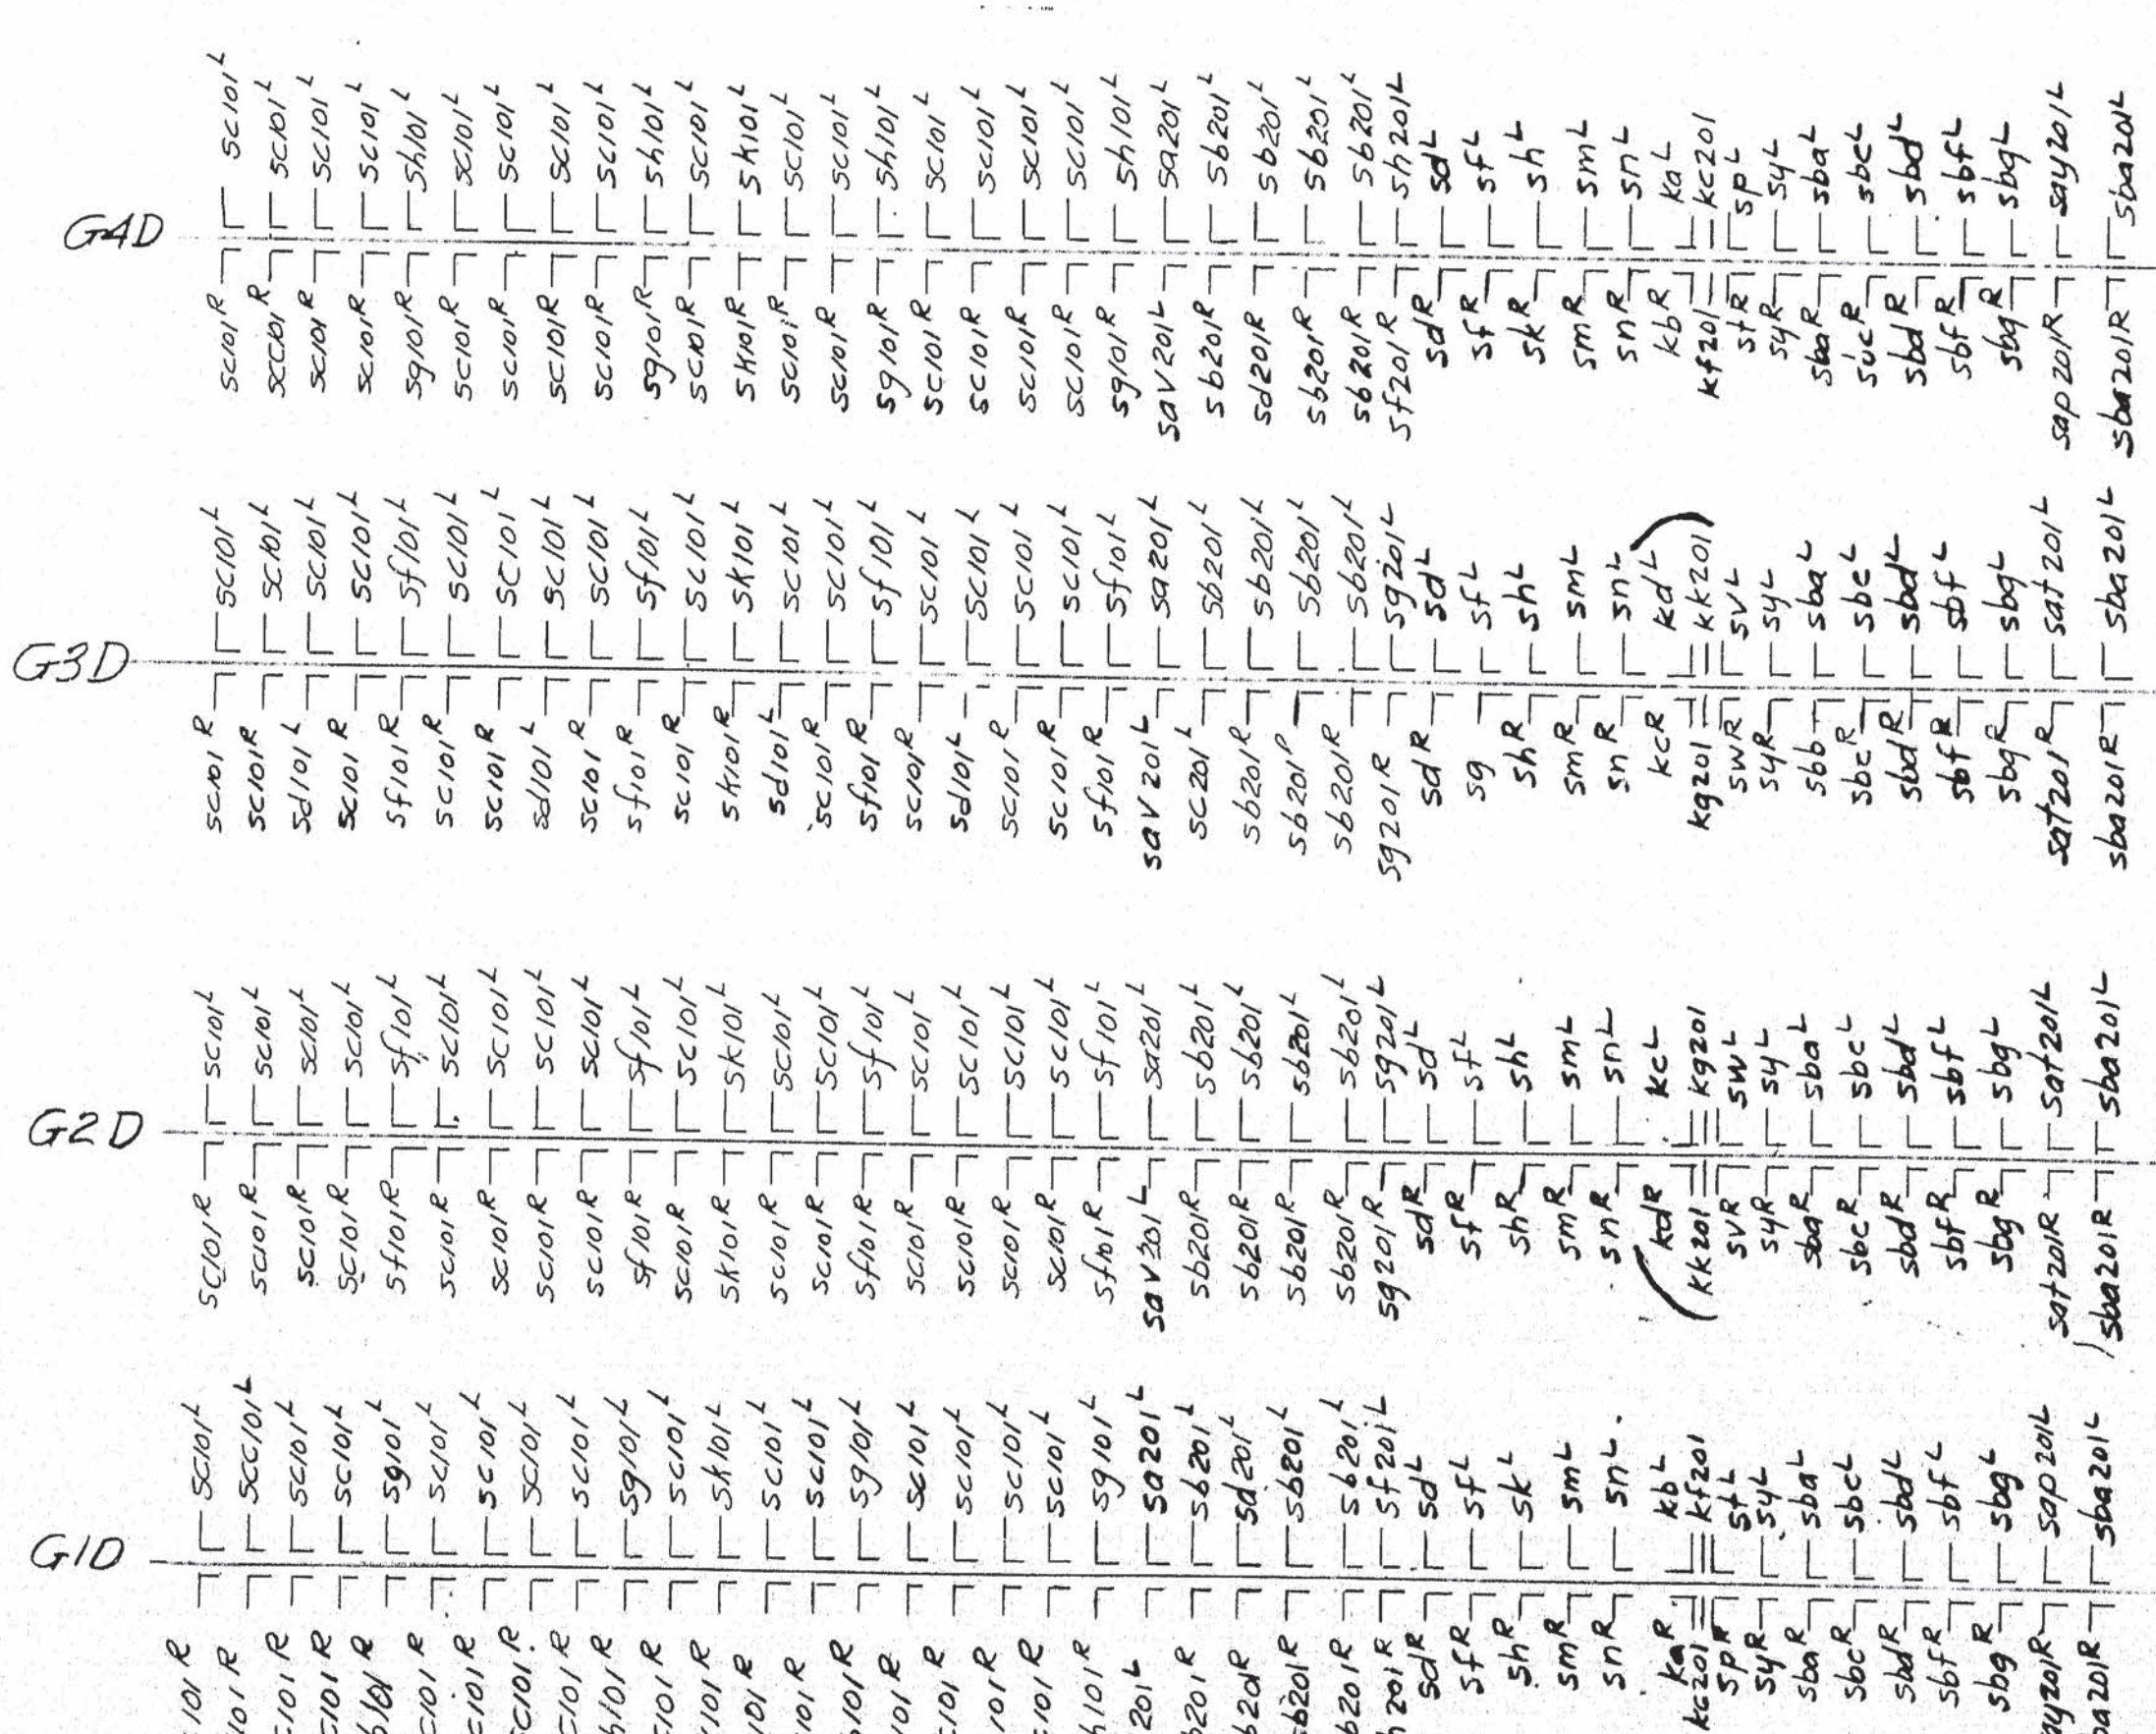 sc101L sc101L sc101L sc101L sh101L sc101L sc101L sc101L sc101L sh101L sc101L sk101L sc101L sc101L sh101L sc101L sc101L sc101L sc101L sh101L sa201L sb201L sb201L sb201L sb201L sh201L sdL sfL shL smL snL kaL kc201 spL syL sbaL sbcL sbdL sbfL sbgL say201L sba201L
G4D
sc101R scc101R sc101R sc101R sg101R sc101R sc101R sc101R sc101R sg101R sc101R sk101R sc101R sc101R sg101R sc101R sc101R sc101R sc101R sg101R sav201L sb201R sd201R sb201R sb201R sf201R sdR sfR skR smR snR kbR kf201 stR syR sbaR sbdR sbfR sbgR sap201R sba201R
sc101L sc101L sc101L sc101L sf101L sc101L sc101L sc101L sc101L sf101L sc101L sk101L sc101L sc101L sf101L sc101L sc101L sc101L sc101L sf101L sa201L sb201L sb201L sb201L sb201L sg201L sdL sfL shL smL snL kdL kk201 svL syL sbaL sbcL sbdL sbfL sbgL sat201L sba201L
G3D
sc101R sc101R sd101L sc101R sf101R sc101R sc101R sd101L sc101R sf101R sc101R sk101R sd101L sc101R sf101R sc101R sd101L sc101R sc101R sf101R sav201L sc201L sb201R sb201R sb201R sg201R sdR sg shR smR snR kcR kg201 swR syR sbb sbcR sbdR sbfR sbgR sat201R sba201R
sc101L sc101L sc101L sc101L sf101L sc101L sc101L sc101L sc101L sf101L sc101L sk101L sc101L sc101L sf101L sc101L sc101L sc101L sc101L sf101L sa201L sb201L sb201L sb201L sb201L sg201L sdL sfL shL smL snL kcL kg201 swL syL sbaL sbcL sbdL sbfL sbgL sat201L sba201L
G2D
sc101R sc101R sc101R sc101R sf101R sc101R sc101R sc101R sc101R sf101R sc101R sk101R sc101R sc101R sf101R sc101R sc101R sc101R sc101R sf101R sav201L sb201R sb201R sb201R sb201R sg201R sdR sfR shR smR snR kdR kk201 svR syR sbaR sbcR sbdR sbfR sbgR sat201R sba201R
sc101L scc101L sc101L sc101L sg101L sc101L sc101L sc101L sc101L sg101L sc101L sk101L sc101L sc101L sg101L sc101L sc101L sc101L sc101L sg101L sa201L sb201L sd201L sb201L sb201L sf201L sdL sfL skL smL snL kbL kf201 stL syL sbaL sbcL sbdL sbfL sbgL sap201L sba201L
G1D
sdR sfR shR smR snR kaR kc201 spR syR sbaR sbcR sbdR sbfR sbgR